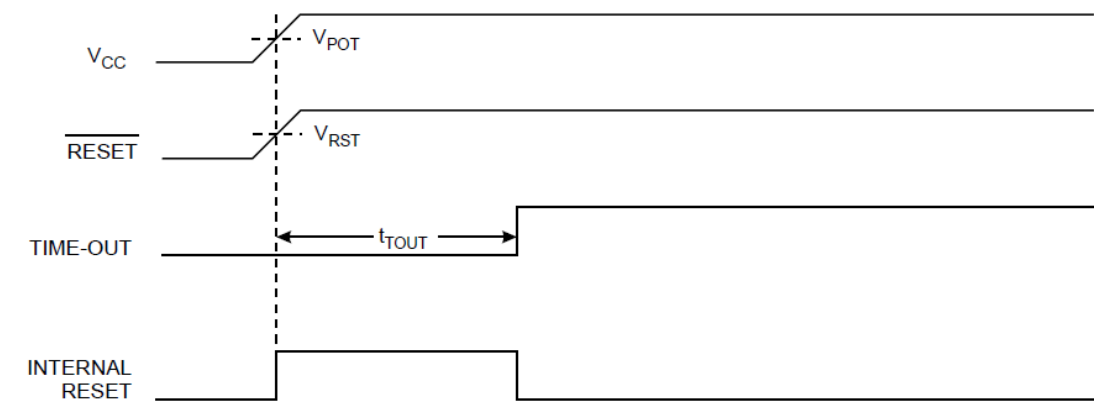 VPOT
VCC
VRST
RESET
tTOUT
TIME-OUT
INTERNAL
RESET